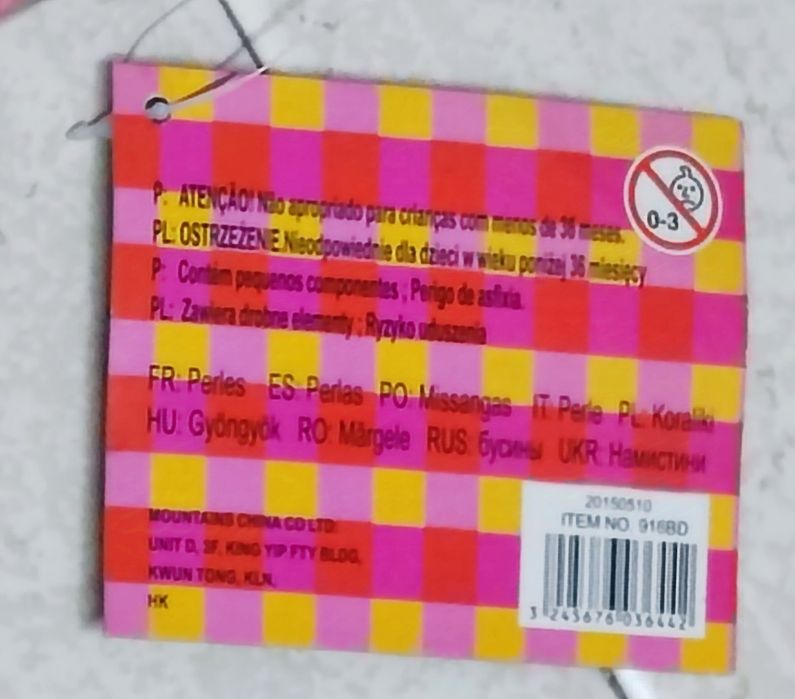 0-3
P: ATENÇÃO! Não apropriado para crianças com menos de 36 meses.
PL: OSTRZEŻENIE.Nieodpowiednie dla dzieci w wieku poniżej 36 miesięcy
P: Contém pequenos componentes ; Perigo de asfixia.
PL: Zawiera drobne elementy ; Ryzyko uduszenia
FR: Perles ES: Perlas PO: Missangas IT: Perle PL: Koraliki
HU: Gyöngyök RO: Mărgele RUS: бусины UKR: Намистини
MOUNTAINS CHINA CO LTD.
UNIT D, 3F, KING YIP FTY BLDG,
KWUN TONG, KLN,
HK
20150510
ITEM NO. 916BD
3 245676 036442